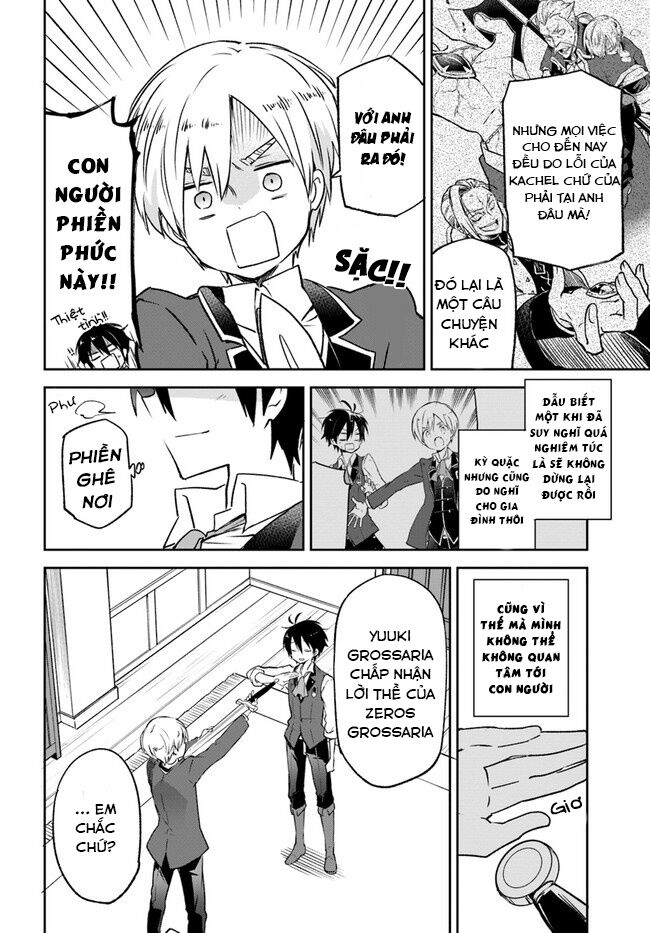 NHƯNG MỌI VIỆC
CHO ĐẾN NAY
ĐỀU DO LỖI CỦA
KACHEL CHỨ CỦA
PHẢI TẠI ANH
ĐÂU MÀ!
ĐÓ LẠI LÀ
MỘT CÂU
CHUYỆN
KHÁC
VỚI ANH
ĐÂU PHẢI
RA ĐÓ!
CON
NGƯỜI
PHIỀN
PHỨC
NÀY!!
SẶC!!
Thiệt
tình!!
DẪU BIẾT
MỘT KHI ĐÃ
SUY NGHĨ QUÁ
NGHIÊM TÚC
LÀ SẼ KHÔNG
DỪNG LẠI
ĐƯỢC RỒI
KỲ QUẶC
NHƯNG CŨNG
DO NGHĨ
CHO GIA
ĐÌNH THÔI
Phư
PHIỀN
GHÊ NƠI
CŨNG VÌ
THẾ MÀ MÌNH
KHÔNG THỂ
KHÔNG QUAN
TÂM TỚI
CON NGƯỜI
Giơ
YUUKI
GROSSARIA
CHẤP NHẬN
LỜI THỀ CỦA
ZEROS
GROSSARIA
... EM
CHẮC
CHỨ?